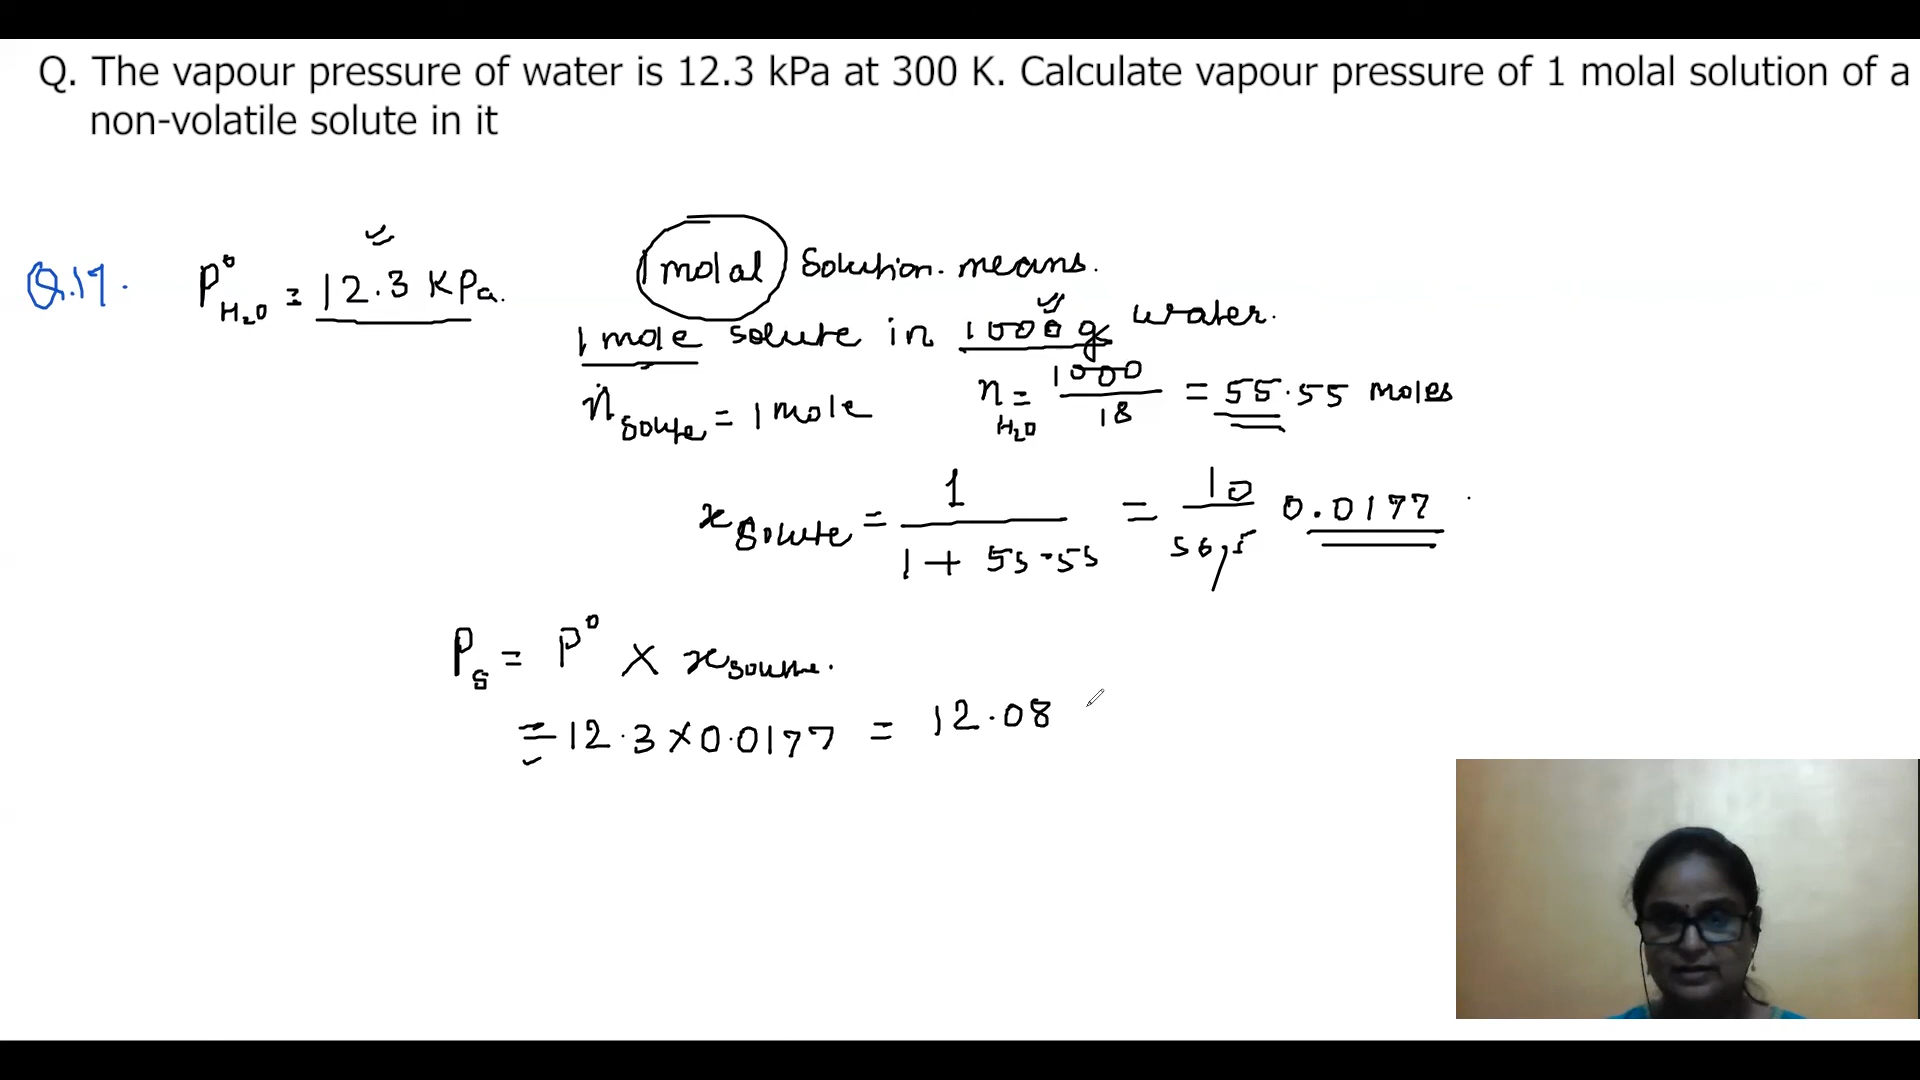 Q. The vapour pressure of water is 12.3 kPa at 300 K. Calculate vapour pressure of 1 molal solution of a
non-volatile solute in it
Q.17. P°H₂O = 12.3 KPa.
1 molal solution. means.
1 mole solute in 1000 g water.
n solute = 1 mole
n H₂O = 1000/18 = 55.55 moles
x solute = 1/(1 + 55.55) = 10/56,5 0.0177
Ps = P° × x solute.
= 12.3 × 0.0177 = 12.08